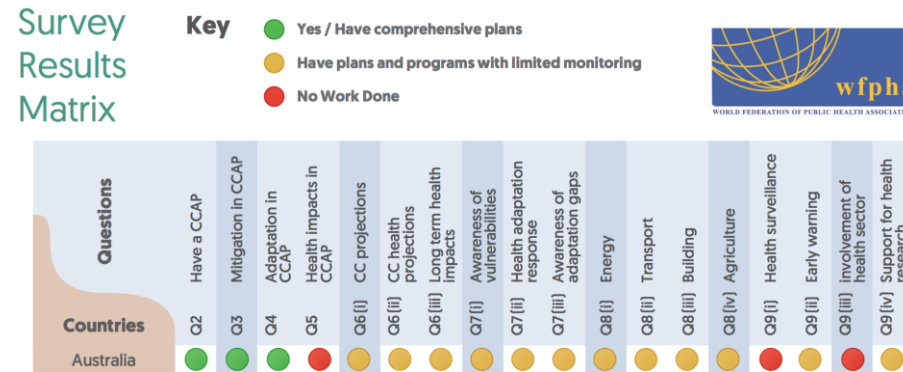 Survey
Results
Matrix
Key
Yes / Have comprehensive plans
Have plans and programs with limited monitoring
No Work Done
wfph
WORLD FEDERATION OF PUBLIC HEALTH
Questions
Have a CCAP
Mitigation in CCAP
Adaptation in
CCAP
Health impacts in
CCAP
CC projections
CC health
projections
Long term health
impacts
Awareness of
vulnerabilities
Health adaptation
response
Awareness of
adaptation gaps
Energy
Transport
Building
Agriculture
Health surveillance
Early warning
involvement of
health sector
Support for health
research
Countries
Q2
Q3
Q4
Q5
Q6(i)
Q6(ii)
Q6(iii)
Q7(i)
Q7(ii)
Q7(iii)
Q8(i)
Q8(ii)
Q8(iii)
Q8(iv)
Q9(i)
Q9(ii)
Q9(iii)
Q9(iv)
Australia